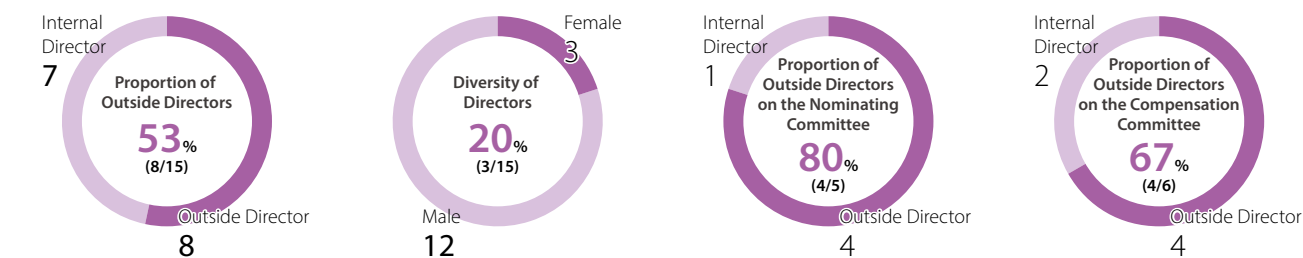 Internal
Director
7
Proportion of
Outside Directors
53%
(8/15)
Outside Director
8
Female
3
Diversity of
Directors
20%
(3/15)
Male
12
Internal
Director
1
Proportion of
Outside Directors
on the Nominating
Committee
80%
(4/5)
Outside Director
4
Internal
Director
2
Proportion of
Outside Directors
on the Compensation
Committee
67%
(4/6)
Outside Director
4